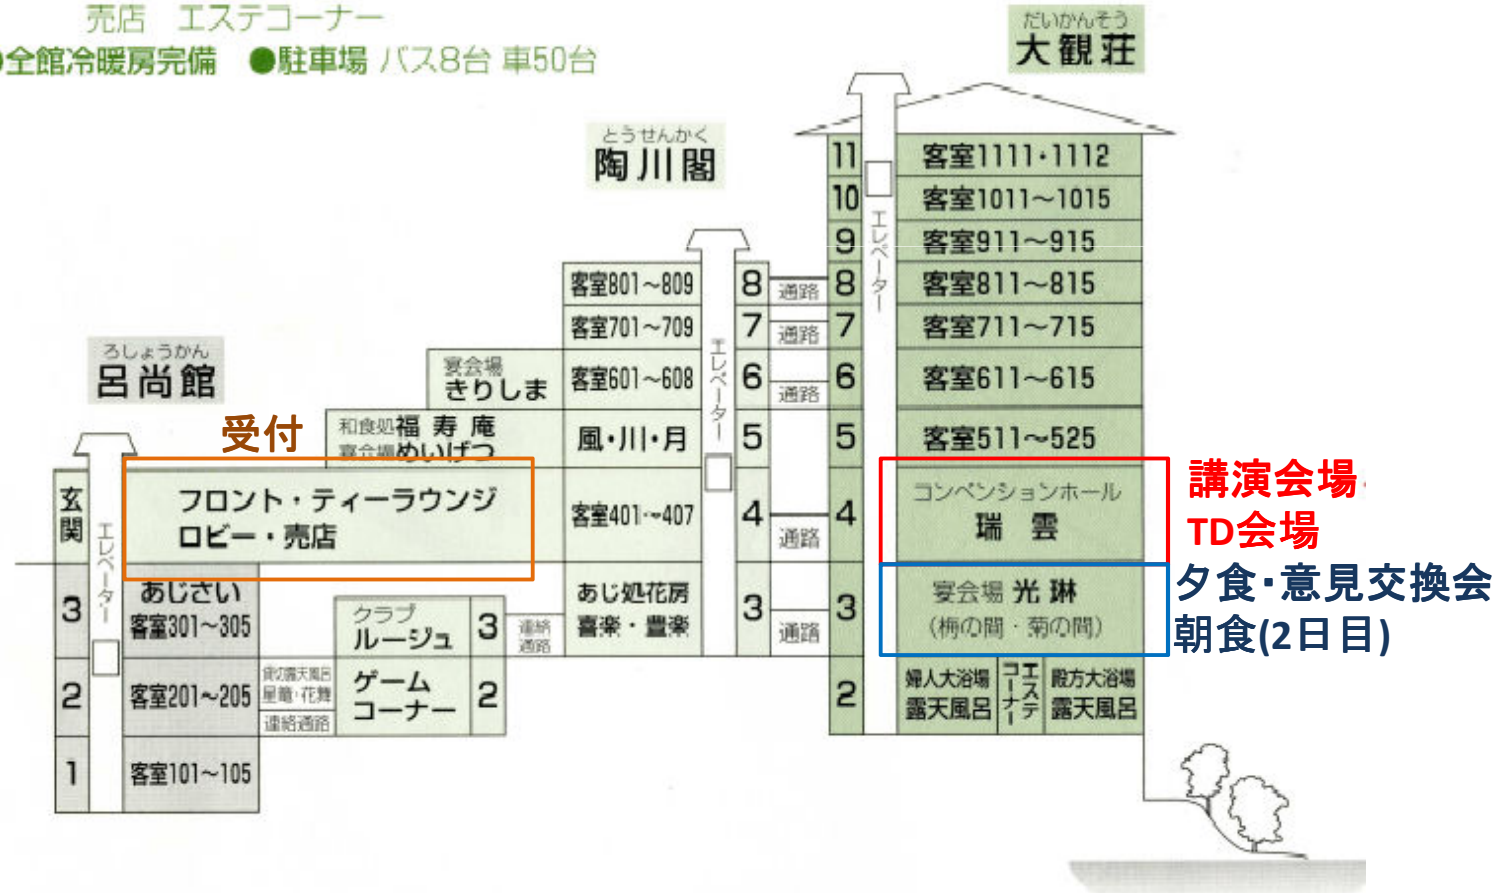 売店 エステコーナー
●全館冷暖房完備 ●駐車場 バス8台 車50台
だいかんそう
大観荘
とうせんかく
陶川閣
ろしょうかん
呂尚館
11 客室1111・1112
10 客室1011～1015
9 客室911～915
客室801～809 8 通路 8 客室811～815
客室701～709 7 通路 7 客室711～715
宴会場
きりしま 客室601～608 6 通路 6 客室611～615
受付
和食処福寿庵
宴会場めいげつ 風・川・月 5 5 客室511～525
エレベーター
エレベーター
エレベーター
玄関
フロント・ティーラウンジ
ロビー・売店
客室401～407 4 通路 4
コンベンションホール
瑞雲
講演会場
TD会場
3 あじさい
客室301～305
クラブ
ルージュ 3 連絡通路
あじ処花房
喜楽・豊楽 3 通路 3
宴会場 光琳
(梅の間・菊の間)
夕食・意見交換会
朝食(2日目)
2 客室201～205
貸切露天風呂
星竜・花舞
連絡通路
ゲーム
コーナー 2
2 婦人大浴場
露天風呂
エステコーナー
殿方大浴場
露天風呂
1 客室101～105